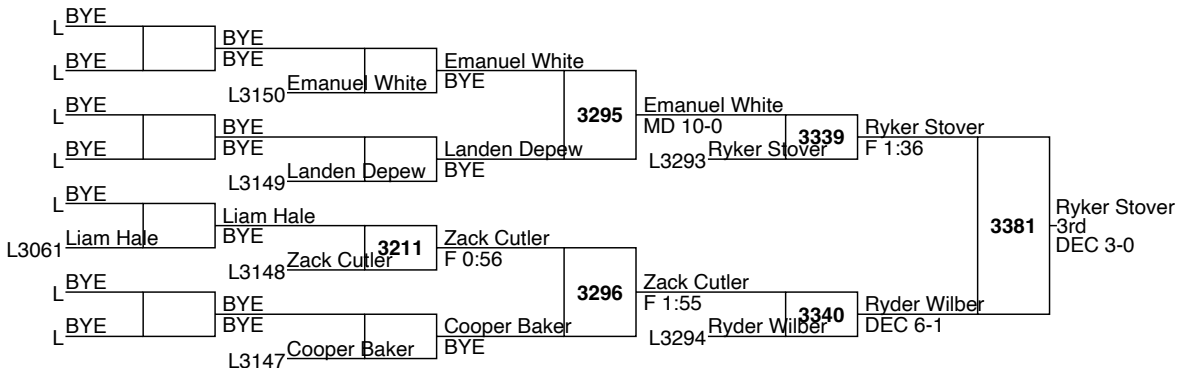 L BYE
L BYE
BYE
BYE
L3150 Emanuel White
Emanuel White
BYE
L BYE
L BYE
BYE
BYE
L3149 Landen Depew
Landen Depew
BYE
3295
Emanuel White
MD 10-0
L3293 Ryker Stover
3339
Ryker Stover
F 1:36
L BYE
L3061 Liam Hale
Liam Hale
BYE
L3148 Zack Cutler
3211
Zack Cutler
F 0:56
L BYE
L BYE
BYE
BYE
L3147 Cooper Baker
Cooper Baker
BYE
3296
Zack Cutler
F 1:55
L3294 Ryder Wilber
3340
Ryder Wilber
DEC 6-1
3381
Ryker Stover
3rd
DEC 3-0